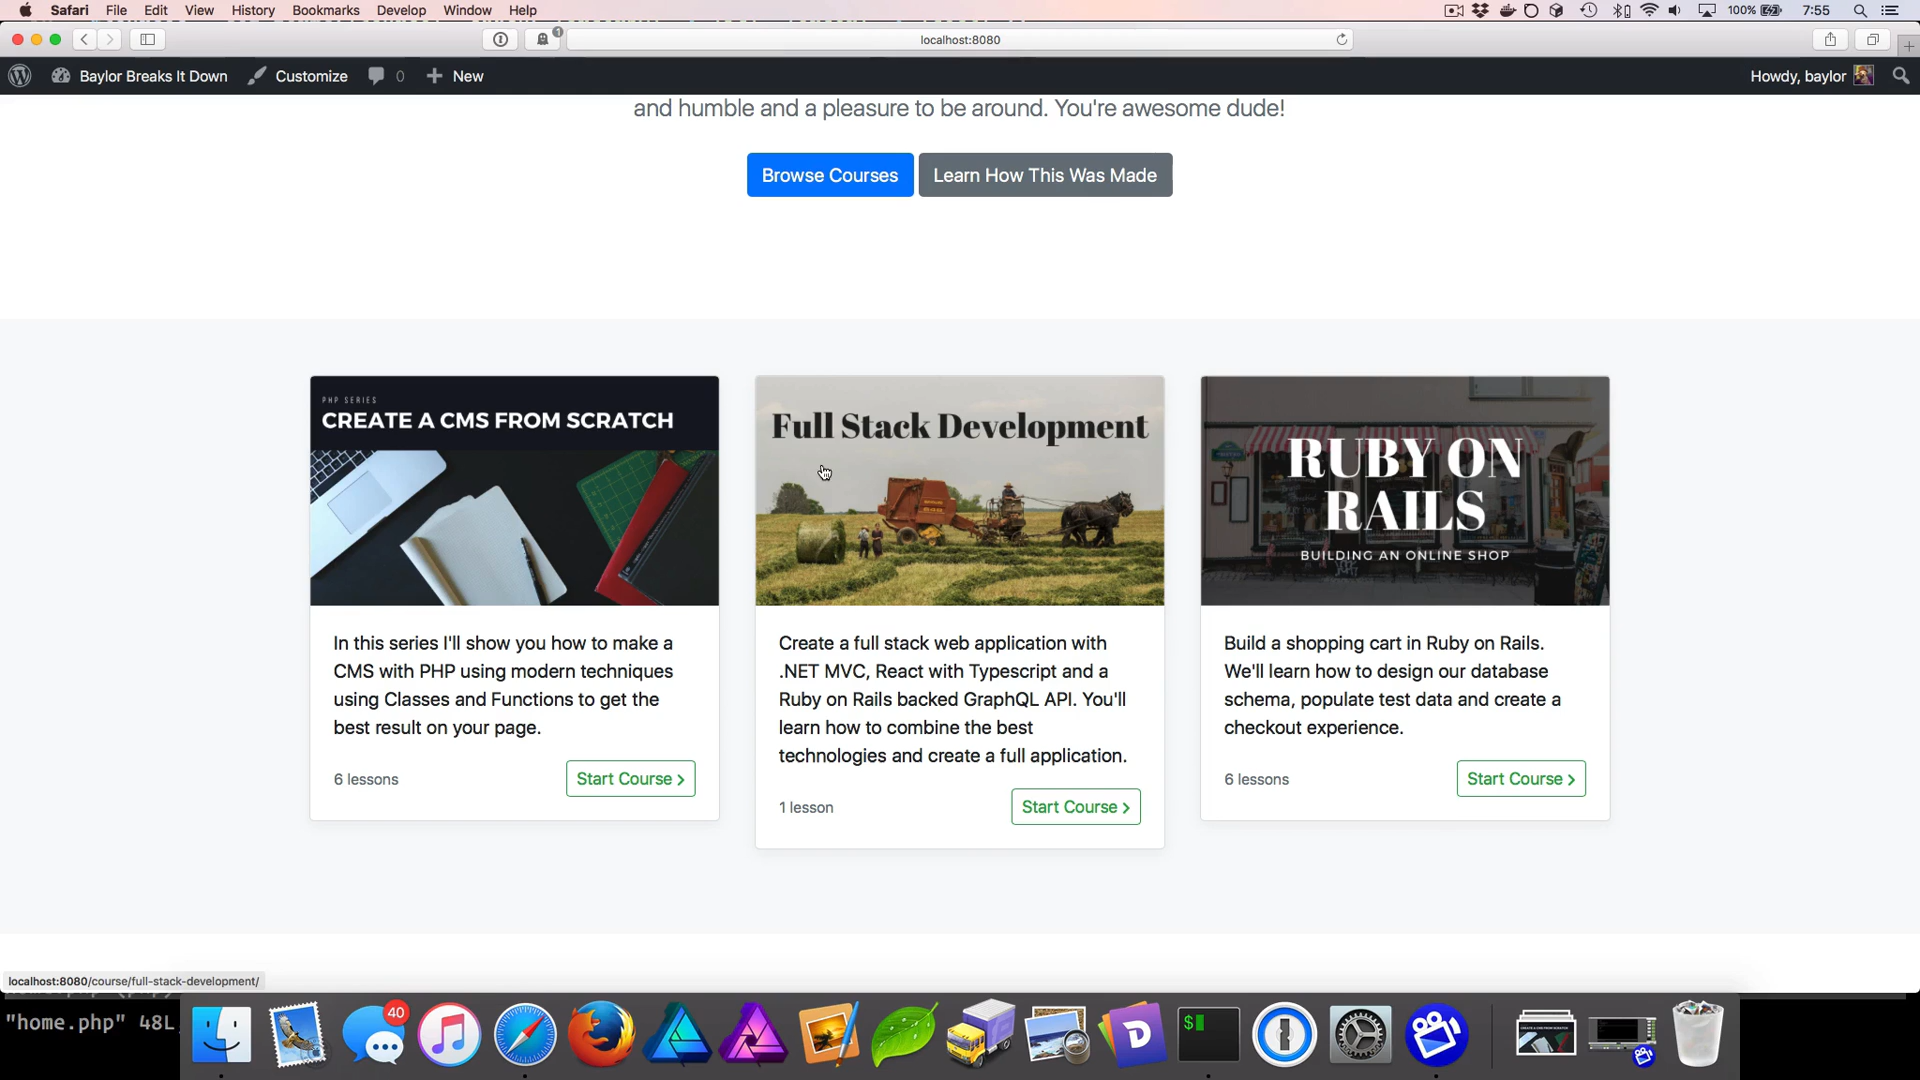 Safari File Edit View History Bookmarks Develop Window Help 100% 7:55
1
localhost:8080
Baylor Breaks It Down Customize 0 New Howdy, baylor
and humble and a pleasure to be around. You're awesome dude!
Browse Courses Learn How This Was Made
PHP SERIES
CREATE A CMS FROM SCRATCH
In this series I'll show you how to make a
CMS with PHP using modern techniques
using Classes and Functions to get the
best result on your page.
6 lessons Start Course
Full Stack Development
Create a full stack web application with
.NET MVC, React with Typescript and a
Ruby on Rails backed GraphQL API. You'll
learn how to combine the best
technologies and create a full application.
1 lesson Start Course
RUBY ON
RAILS
BUILDING AN ONLINE SHOP
Build a shopping cart in Ruby on Rails.
We'll learn how to design our database
schema, populate test data and create a
checkout experience.
6 lessons Start Course
localhost:8080/course/full-stack-development/
"home.php" 48L
40
$
D